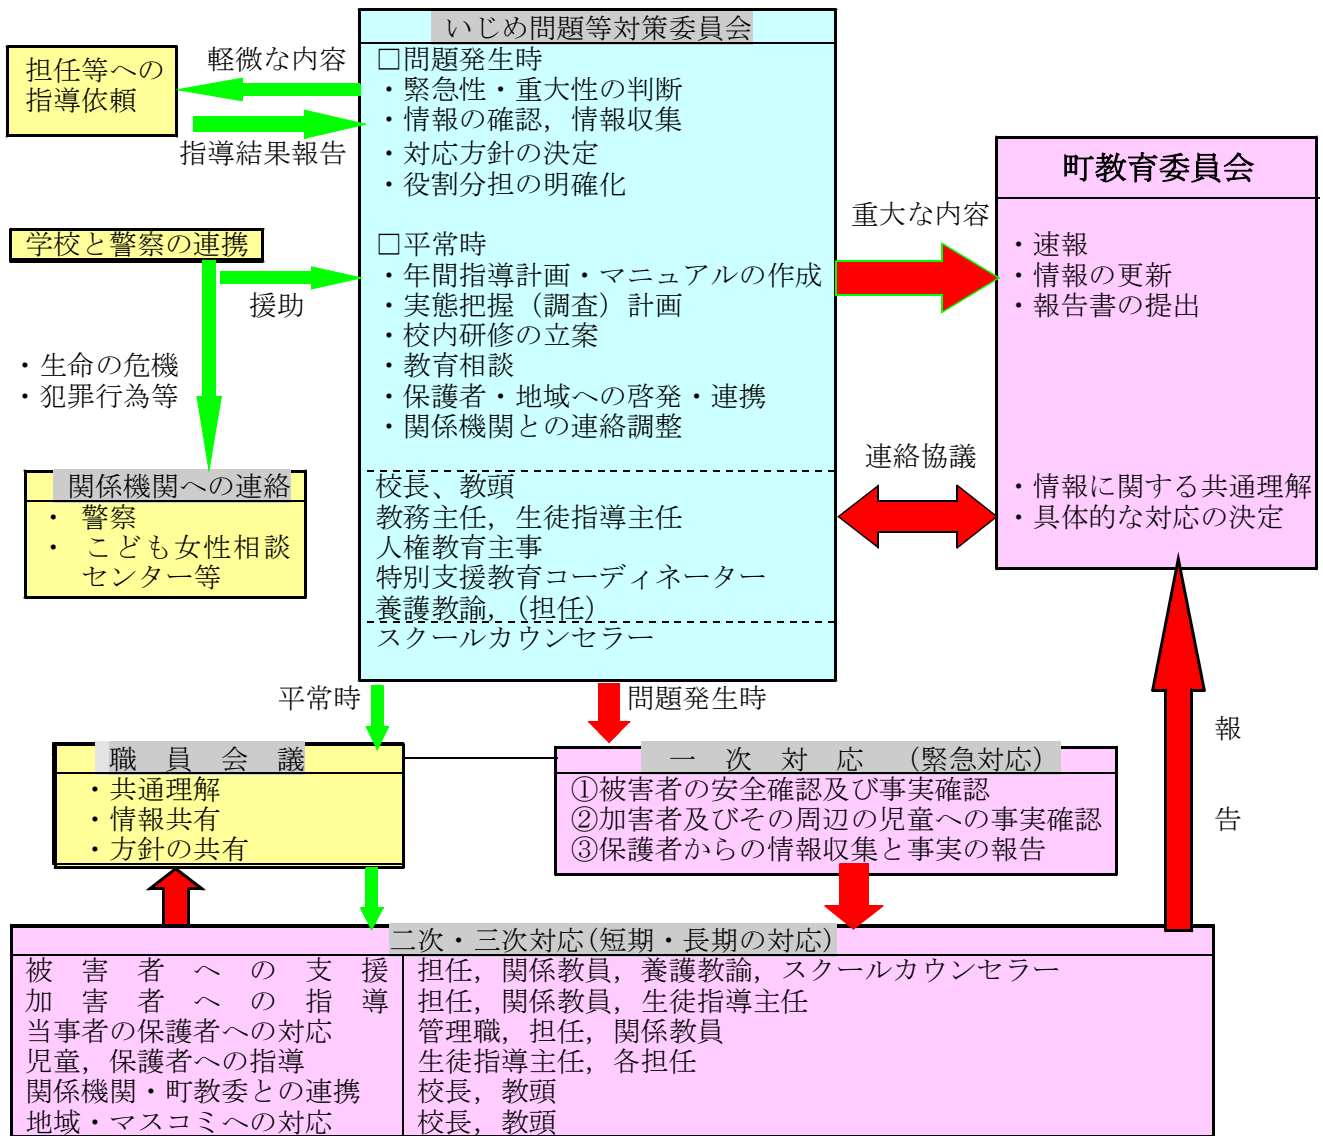 いじめ問題等対策委員会
□問題発生時
・緊急性・重大性の判断
・情報の確認，情報収集
・対応方針の決定
・役割分担の明確化
□平常時
・年間指導計画・マニュアルの作成
・実態把握（調査）計画
・校内研修の立案
・教育相談
・保護者・地域への啓発・連携
・関係機関との連絡調整
校長、教頭
教務主任，生徒指導主任
人権教育主事
特別支援教育コーディネーター
養護教諭，（担任）
スクールカウンセラー
担任等への
指導依頼
軽微な内容
指導結果報告
学校と警察の連携
援助
・生命の危機
・犯罪行為等
関係機関への連絡
・ 警察
・ こども女性相談
センター等
重大な内容
町教育委員会
・速報
・情報の更新
・報告書の提出
連絡協議
・情報に関する共通理解
・具体的な対応の決定
報
告
平常時
問題発生時
職 員 会 議
・共通理解
・情報共有
・方針の共有
一 次 対 応 （緊急対応）
①被害者の安全確認及び事実確認
②加害者及びその周辺の児童への事実確認
③保護者からの情報収集と事実の報告
二次・三次対応(短期・長期の対応)
被害者への支援 担任，関係教員，養護教諭，スクールカウンセラー
加害者への指導 担任，関係教員，生徒指導主任
当事者の保護者への対応 管理職，担任，関係教員
児童，保護者への指導 生徒指導主任，各担任
関係機関・町教委との連携 校長，教頭
地域・マスコミへの対応 校長，教頭